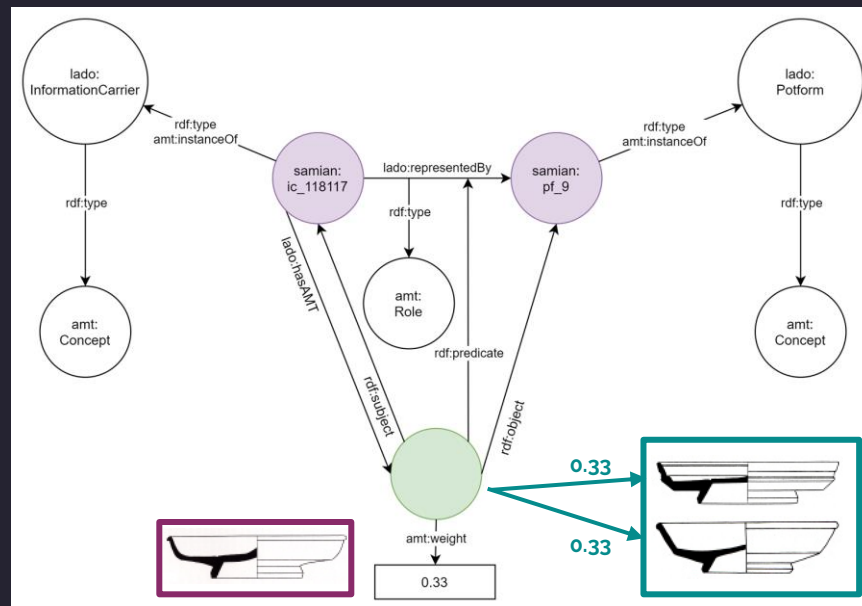 lado:
InformationCarrier
lado:
Potform
rdf:type
amt:instanceOf
rdf:type
amt:instanceOf
samian:
ic_118117
lado:representedBy
samian:
pf_9
rdf:type
rdf:type
rdf:type
lado:hasAMT
amt:
Role
amt:
Concept
amt:
Concept
rdf:predicate
rdf:subject
rdf:object
0.33
0.33
amt:weight
0.33